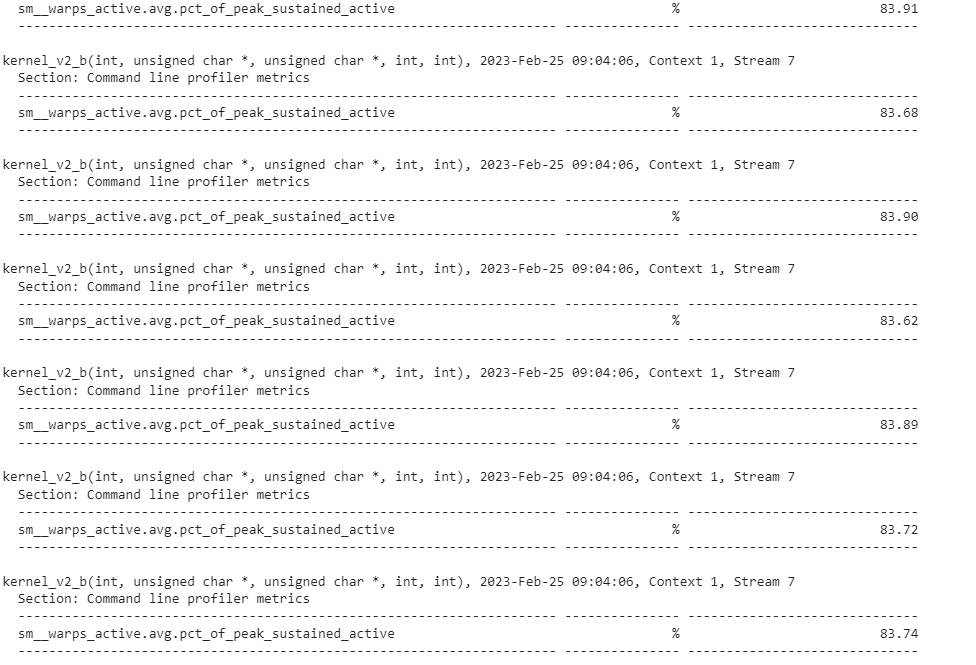 sm__warps_active.avg.pct_of_peak_sustained_active % 83.91
---------------------------------------------------------------------- --------------- ------------------------------
kernel_v2_b(int, unsigned char *, unsigned char *, int, int), 2023-Feb-25 09:04:06, Context 1, Stream 7
Section: Command line profiler metrics
---------------------------------------------------------------------- --------------- ------------------------------
sm__warps_active.avg.pct_of_peak_sustained_active % 83.68
---------------------------------------------------------------------- --------------- ------------------------------
kernel_v2_b(int, unsigned char *, unsigned char *, int, int), 2023-Feb-25 09:04:06, Context 1, Stream 7
Section: Command line profiler metrics
---------------------------------------------------------------------- --------------- ------------------------------
sm__warps_active.avg.pct_of_peak_sustained_active % 83.90
---------------------------------------------------------------------- --------------- ------------------------------
kernel_v2_b(int, unsigned char *, unsigned char *, int, int), 2023-Feb-25 09:04:06, Context 1, Stream 7
Section: Command line profiler metrics
---------------------------------------------------------------------- --------------- ------------------------------
sm__warps_active.avg.pct_of_peak_sustained_active % 83.62
---------------------------------------------------------------------- --------------- ------------------------------
kernel_v2_b(int, unsigned char *, unsigned char *, int, int), 2023-Feb-25 09:04:06, Context 1, Stream 7
Section: Command line profiler metrics
---------------------------------------------------------------------- --------------- ------------------------------
sm__warps_active.avg.pct_of_peak_sustained_active % 83.89
---------------------------------------------------------------------- --------------- ------------------------------
kernel_v2_b(int, unsigned char *, unsigned char *, int, int), 2023-Feb-25 09:04:06, Context 1, Stream 7
Section: Command line profiler metrics
---------------------------------------------------------------------- --------------- ------------------------------
sm__warps_active.avg.pct_of_peak_sustained_active % 83.72
---------------------------------------------------------------------- --------------- ------------------------------
kernel_v2_b(int, unsigned char *, unsigned char *, int, int), 2023-Feb-25 09:04:06, Context 1, Stream 7
Section: Command line profiler metrics
---------------------------------------------------------------------- --------------- ------------------------------
sm__warps_active.avg.pct_of_peak_sustained_active % 83.74
---------------------------------------------------------------------- --------------- ------------------------------